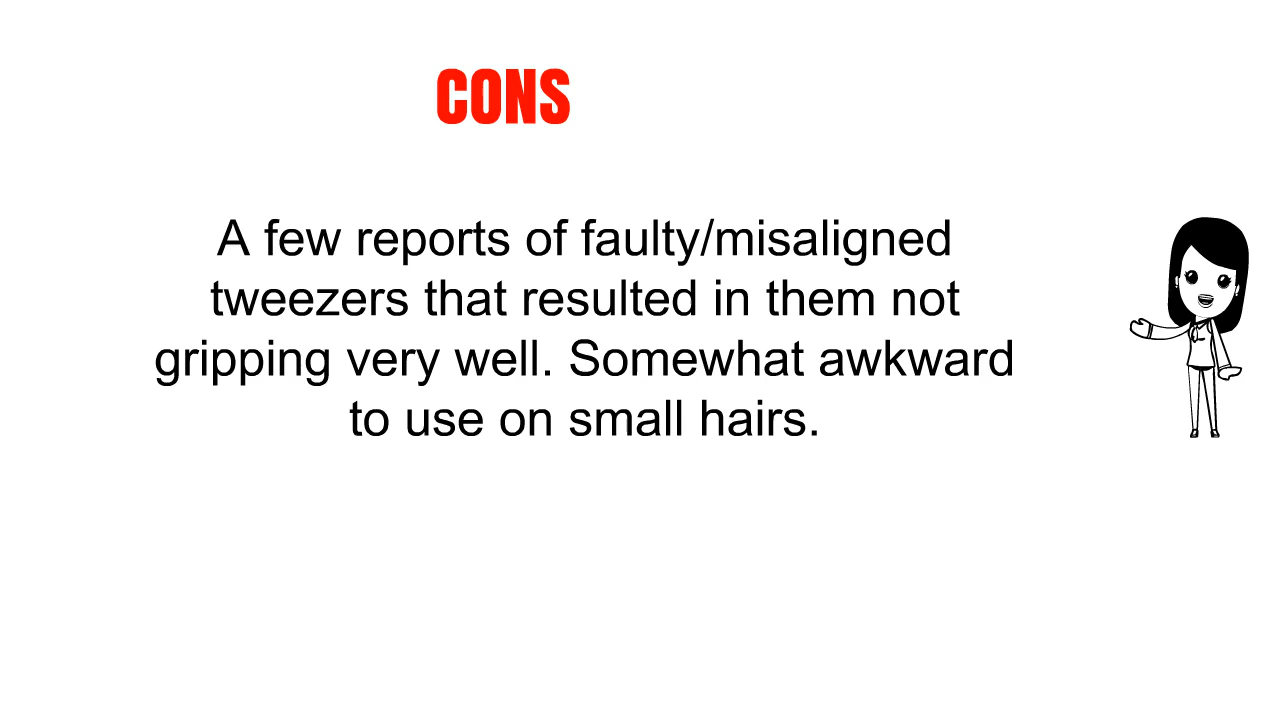 CONS
A few reports of faulty/misaligned
tweezers that resulted in them not
gripping very well. Somewhat awkward
to use on small hairs.